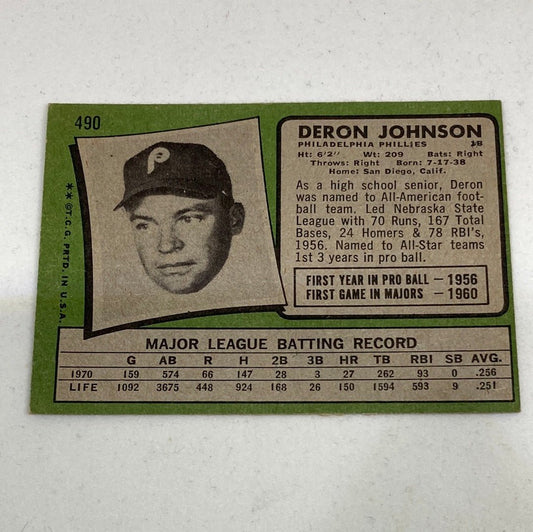 490
P
**©T.C.G. PRTD. IN U.S.A.
DERON JOHNSON
PHILADELPHIA PHILLIES 1B
Ht: 6'2" Wt: 209 Bats: Right
Throws: Right Born: 7-17-38
Home: San Diego, Calif.
As a high school senior, Deron
was named to All-American foot-
ball team. Led Nebraska State
League with 70 Runs, 167 Total
Bases, 24 Homers & 78 RBI's,
1956. Named to All-Star teams
1st 3 years in pro ball.
FIRST YEAR IN PRO BALL — 1956
FIRST GAME IN MAJORS — 1960
MAJOR LEAGUE BATTING RECORD
G AB R H 2B 3B HR TB RBI SB AVG.
1970 159 574 66 147 28 3 27 262 93 0 .256
LIFE 1092 3675 448 924 168 26 150 1594 593 9 .251